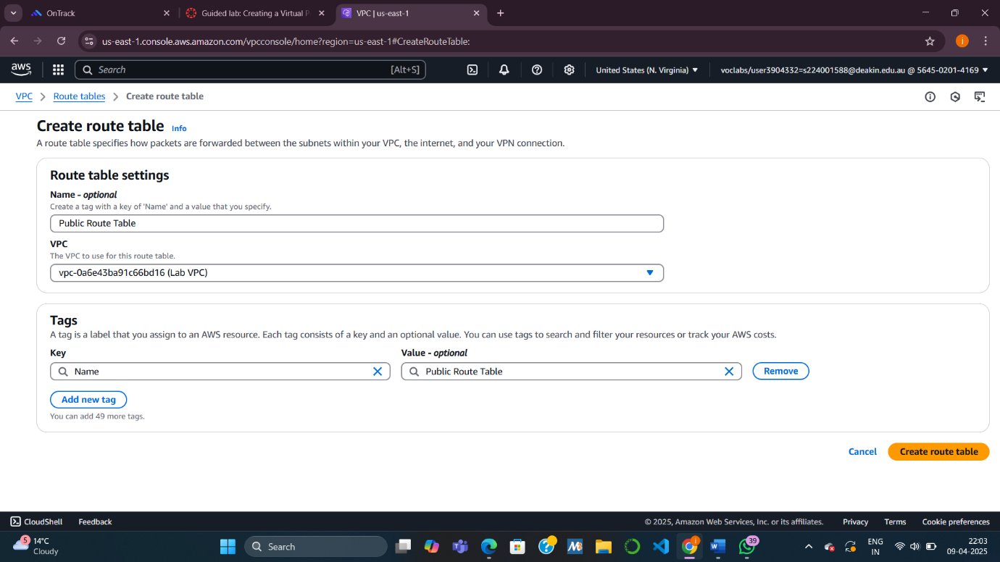 OnTrack
Guided lab: Creating a Virtual P
VPC | us-east-1
us-east-1.console.aws.amazon.com/vpcconsole/home?region=us-east-1#CreateRouteTable:
j
aws
Search
[Alt+S]
United States (N. Virginia)
voclabs/user3904332=s224001588@deakin.edu.au @ 5645-0201-4169
VPC > Route tables > Create route table
Create route table Info
A route table specifies how packets are forwarded between the subnets within your VPC, the internet, and your VPN connection.
Route table settings
Name - optional
Create a tag with a key of 'Name' and a value that you specify.
Public Route Table
VPC
The VPC to use for this route table.
vpc-0a6e43ba91c66bd16 (Lab VPC)
Tags
A tag is a label that you assign to an AWS resource. Each tag consists of a key and an optional value. You can use tags to search and filter your resources or track your AWS costs.
Key
Value - optional
Name
Public Route Table
Remove
Add new tag
You can add 49 more tags.
Cancel
Create route table
CloudShell
Feedback
© 2025, Amazon Web Services, Inc. or its affiliates.
Privacy
Terms
Cookie preferences
5
14°C
Cloudy
Search
39
ENG
IN
22:03
09-04-2025